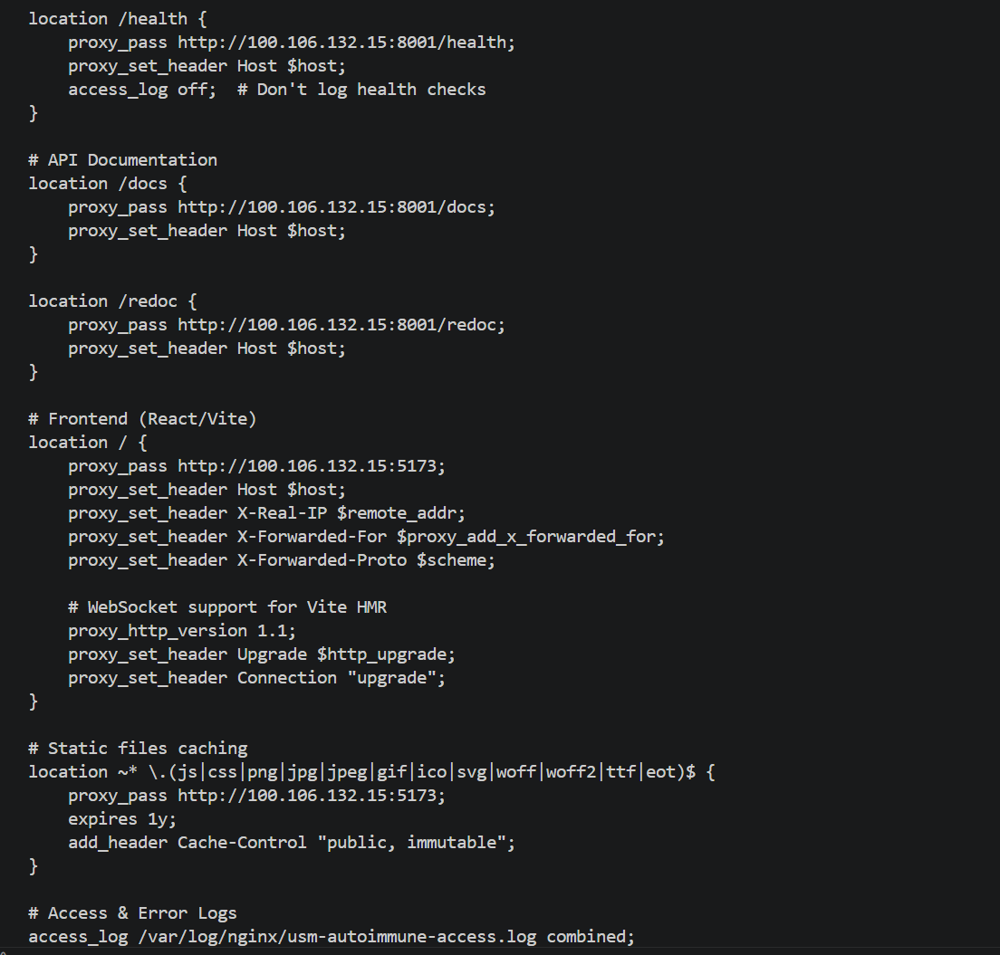 location /health {
    proxy_pass http://100.106.132.15:8001/health;
    proxy_set_header Host $host;
    access_log off;  # Don't log health checks
}

# API Documentation
location /docs {
    proxy_pass http://100.106.132.15:8001/docs;
    proxy_set_header Host $host;
}

location /redoc {
    proxy_pass http://100.106.132.15:8001/redoc;
    proxy_set_header Host $host;
}

# Frontend (React/Vite)
location / {
    proxy_pass http://100.106.132.15:5173;
    proxy_set_header Host $host;
    proxy_set_header X-Real-IP $remote_addr;
    proxy_set_header X-Forwarded-For $proxy_add_x_forwarded_for;
    proxy_set_header X-Forwarded-Proto $scheme;

    # WebSocket support for Vite HMR
    proxy_http_version 1.1;
    proxy_set_header Upgrade $http_upgrade;
    proxy_set_header Connection "upgrade";
}

# Static files caching
location ~* \.(js|css|png|jpg|jpeg|gif|ico|svg|woff|woff2|ttf|eot)$ {
    proxy_pass http://100.106.132.15:5173;
    expires 1y;
    add_header Cache-Control "public, immutable";
}

# Access & Error Logs
access_log /var/log/nginx/usm-autoimmune-access.log combined;